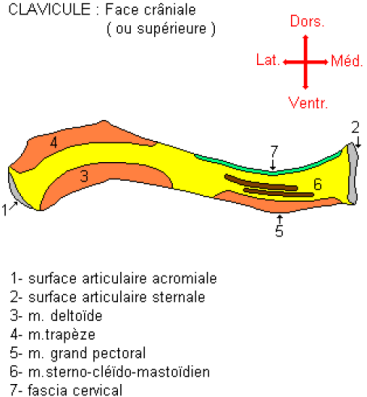 CLAVICULE : Face crâniale
( ou supérieure )
Dors.
Lat.
Méd.
Ventr.
4
3
7
2
6
1
5
1- surface articulaire acromiale
2- surface articulaire sternale
3- m. deltoïde
4- m.trapèze
5- m. grand pectoral
6- m.sterno-cléïdo-mastoïdien
7- fascia cervical